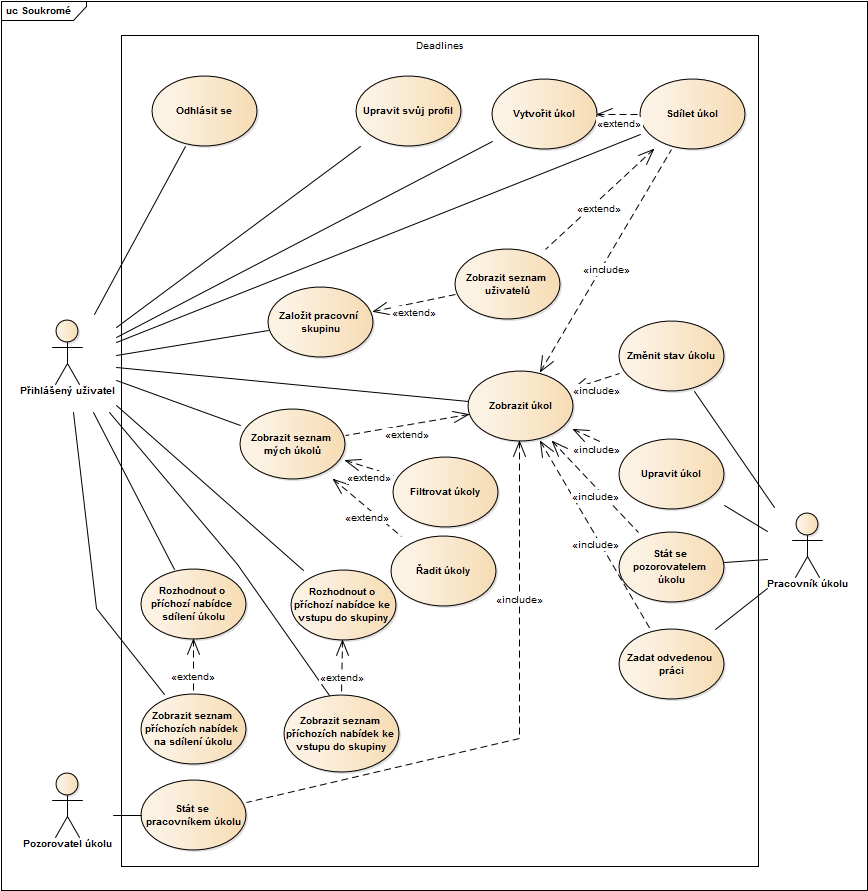 uc Soukromé
Deadlines
Odhlásit se
Upravit svůj profil
Vytvořit úkol
«extend»
Sdílet úkol
«extend»
Zobrazit seznam
uživatelů
«include»
Založit pracovní
skupinu
«extend»
Přihlášený uživatel
Změnit stav úkolu
«include»
Zobrazit úkol
Zobrazit seznam
mých úkolů
«extend»
«include»
Upravit úkol
«extend»
Filtrovat úkoly
«include»
«extend»
«include»
Řadit úkoly
Stát se
pozorovatelem
úkolu
Pracovník úkolu
Rozhodnout o
příchozí nabídce
sdílení úkolu
Rozhodnout o
příchozí nabídce ke
vstupu do skupiny
«include»
Zadat odvedenou
práci
«extend»
«extend»
Zobrazit seznam
příchozích nabídek
na sdílení úkolu
Zobrazit seznam
příchozích nabídek ke
vstupu do skupiny
Stát se
pracovníkem úkolu
Pozorovatel úkolu